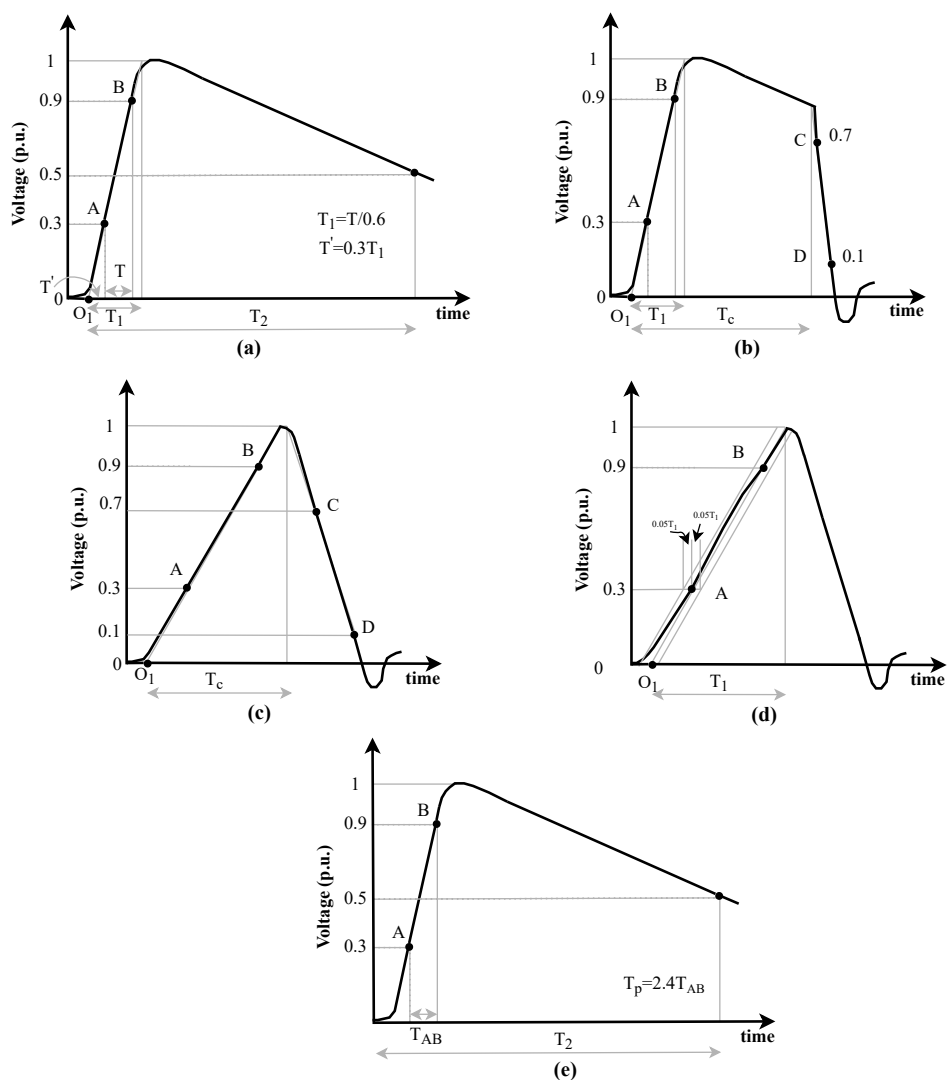 Voltage (p.u.)
1
0.9
0.5
0.3
0
B
A
T
T'
O1
T1
T2
T1=T/0.6
T'=0.3T1
time
(a)
Voltage (p.u.)
1
0.9
0.3
0
B
A
C
0.7
D
0.1
O1
T1
Tc
time
(b)
Voltage (p.u.)
1
0.9
0.7
0.3
0.1
0
B
C
A
D
O1
Tc
time
(c)
Voltage (p.u.)
1
0.9
0.3
0
B
0.05T1
0.05T1
A
O1
T1
time
(d)
Voltage (p.u.)
1
0.9
0.5
0.3
B
A
Tp=2.4TAB
TAB
T2
time
(e)